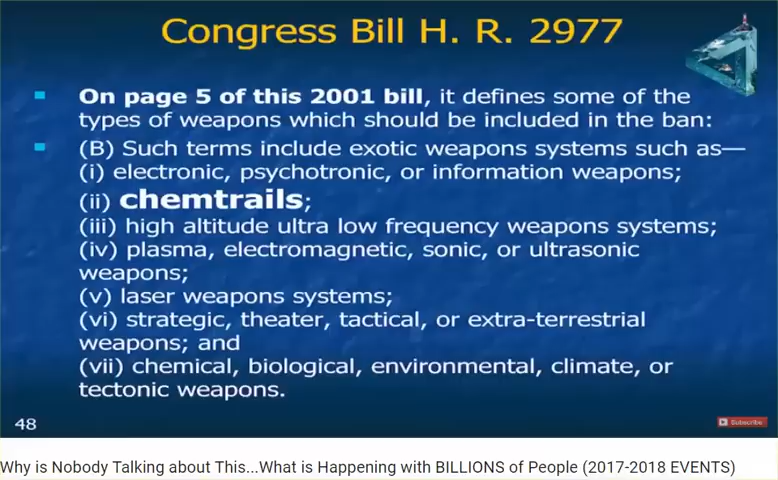 Congress Bill H. R. 2977
On page 5 of this 2001 bill, it defines some of the
types of weapons which should be included in the ban:
(B) Such terms include exotic weapons systems such as—
(i) electronic, psychotronic, or information weapons;
(ii) chemtrails;
(iii) high altitude ultra low frequency weapons systems;
(iv) plasma, electromagnetic, sonic, or ultrasonic
weapons;
(v) laser weapons systems;
(vi) strategic, theater, tactical, or extra-terrestrial
weapons; and
(vii) chemical, biological, environmental, climate, or
tectonic weapons.
48
Subscribe
Why is Nobody Talking about This...What is Happening with BILLIONS of People (2017-2018 EVENTS)